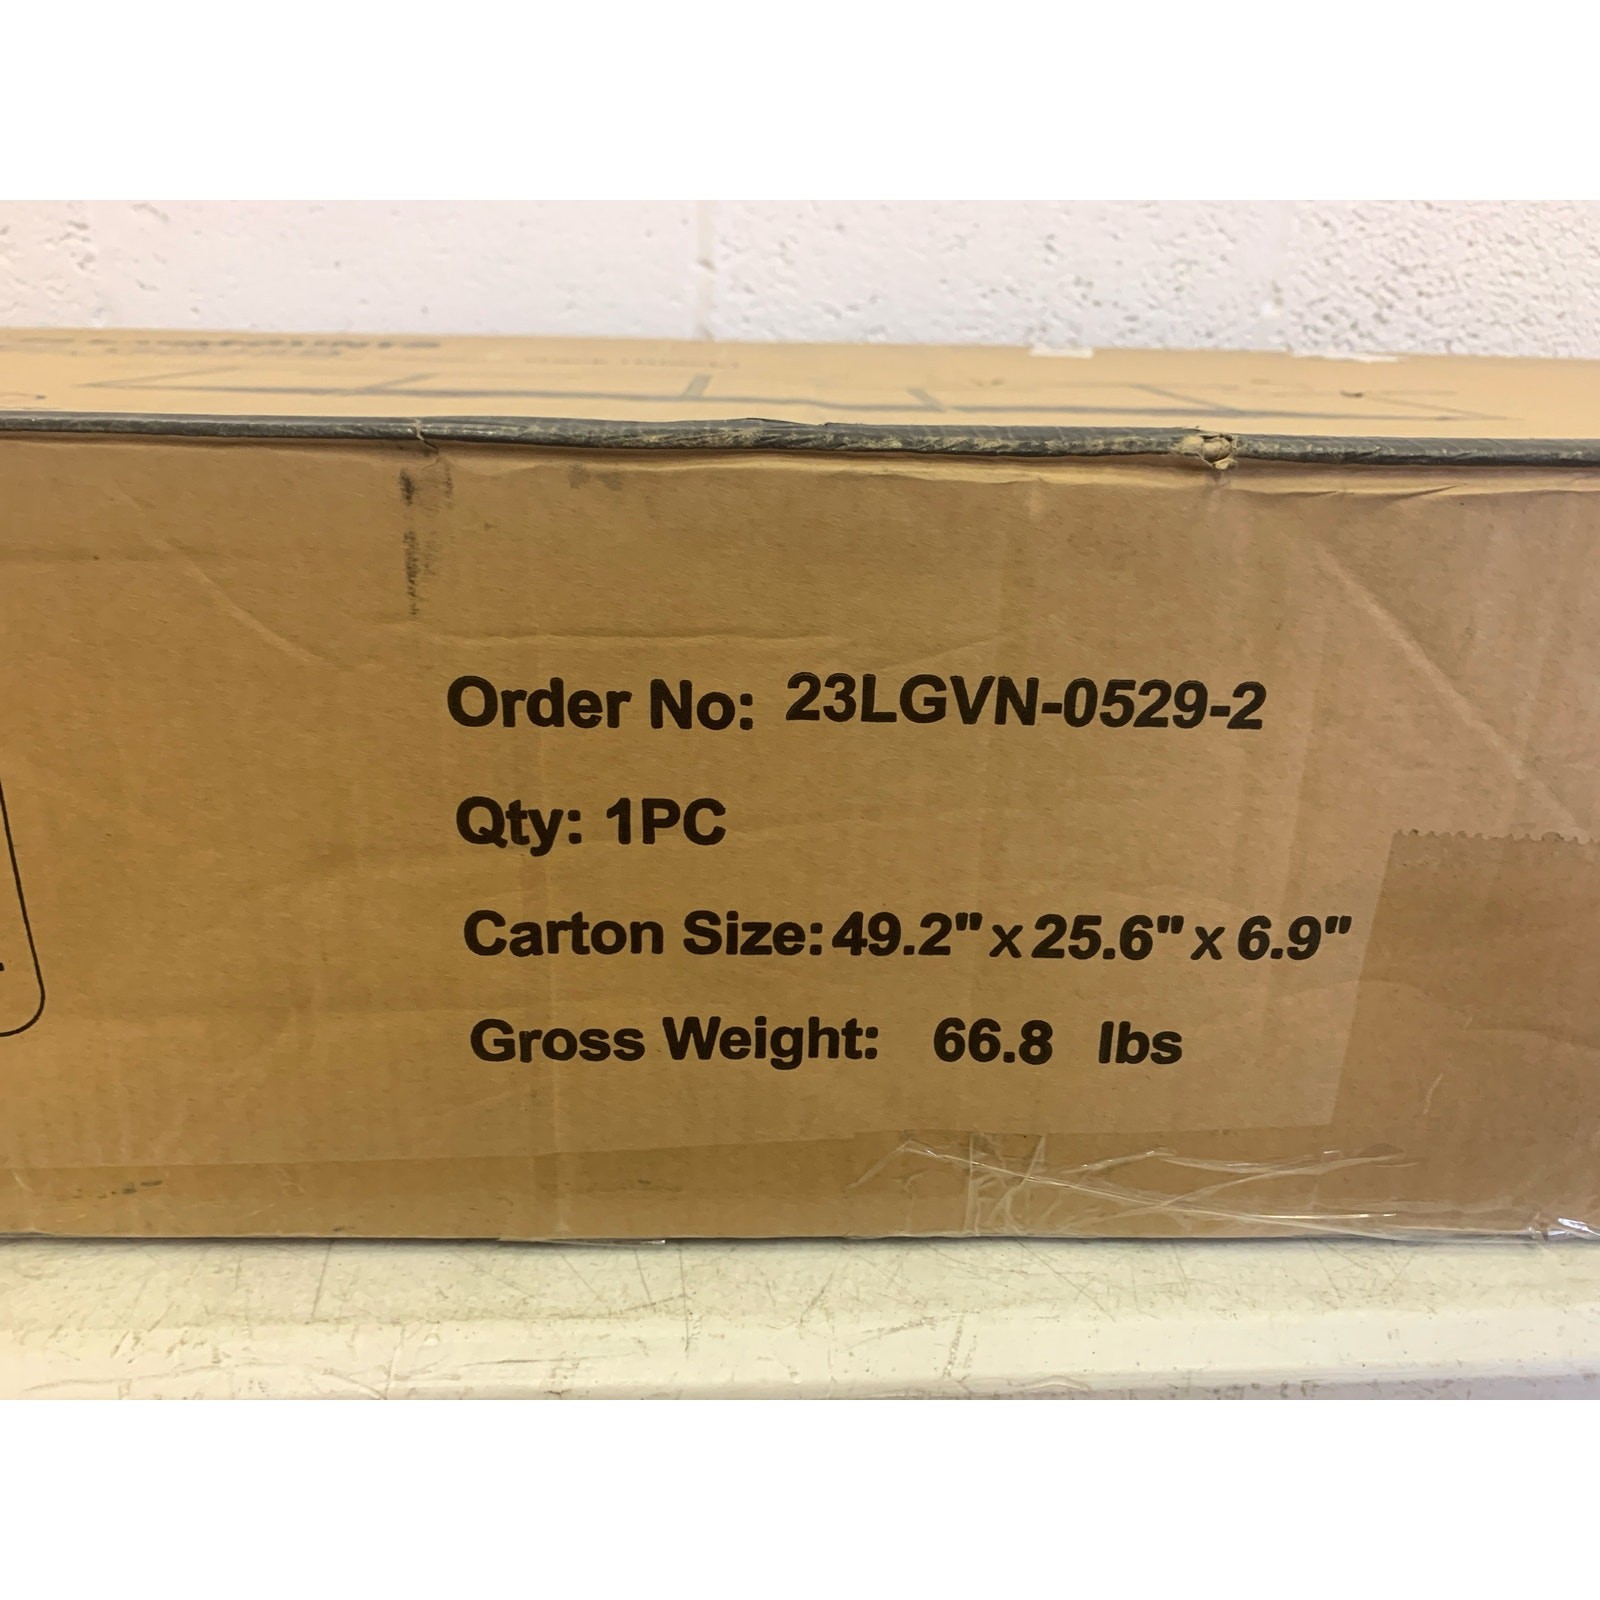 Order No: 23LGVN-0529-2
Qty: 1PC
Carton Size: 49.2" x 25.6" x 6.9"
Gross Weight: 66.8 lbs